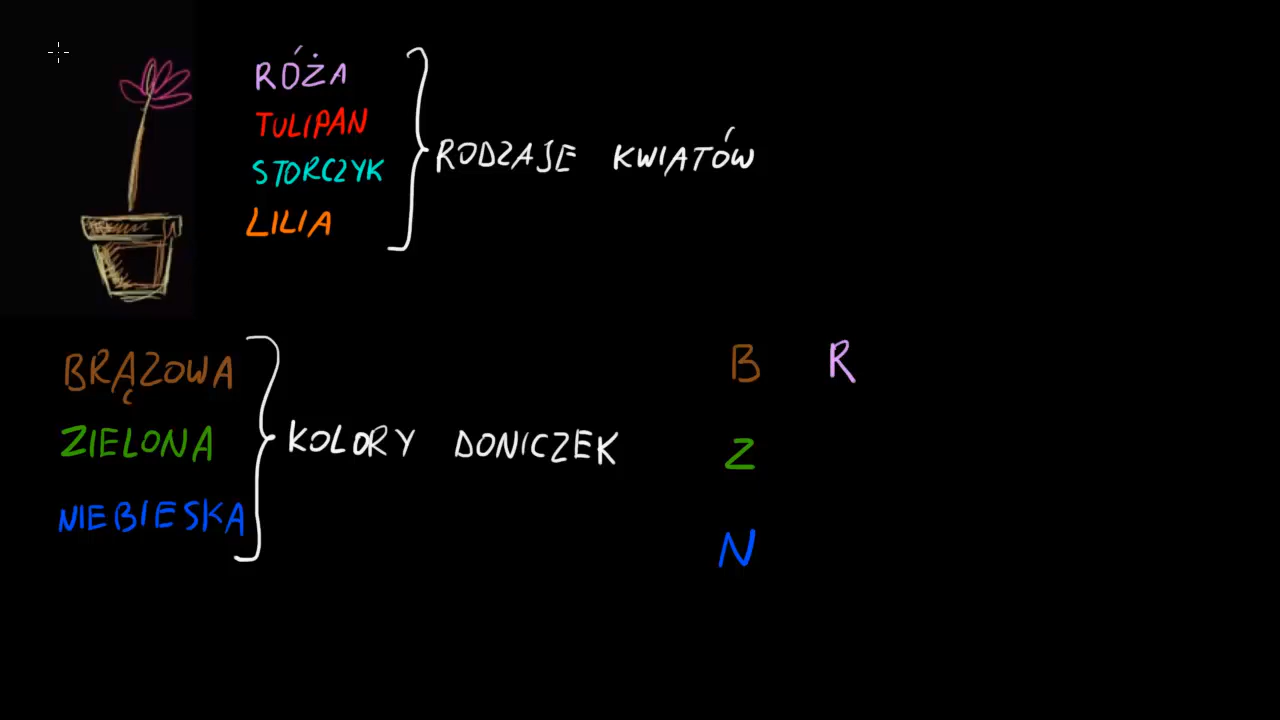 RÓŻA
TULIPAN
STORCZYK
LILIA
RODZAJE KWIATÓW
BRĄZOWA
ZIELONA
NIEBIESKA
KOLORY DONICZEK
B R
Z
N